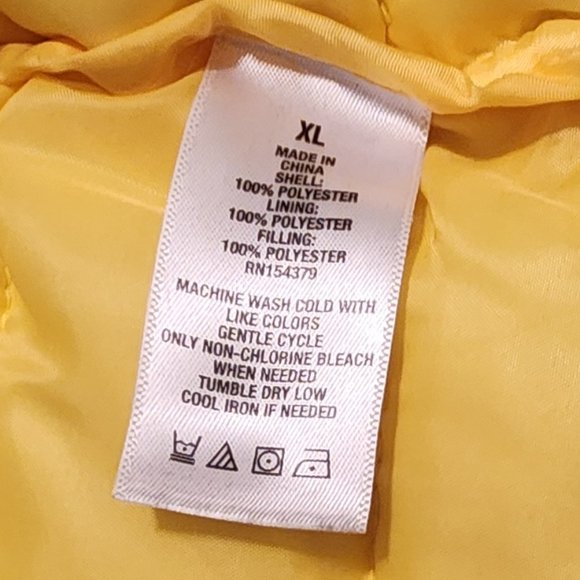 XL
MADE IN
CHINA
SHELL:
100% POLYESTER
LINING:
100% POLYESTER
FILLING:
100% POLYESTER
RN154379
MACHINE WASH COLD WITH
LIKE COLORS
GENTLE CYCLE
ONLY NON-CHLORINE BLEACH
WHEN NEEDED
TUMBLE DRY LOW
COOL IRON IF NEEDED